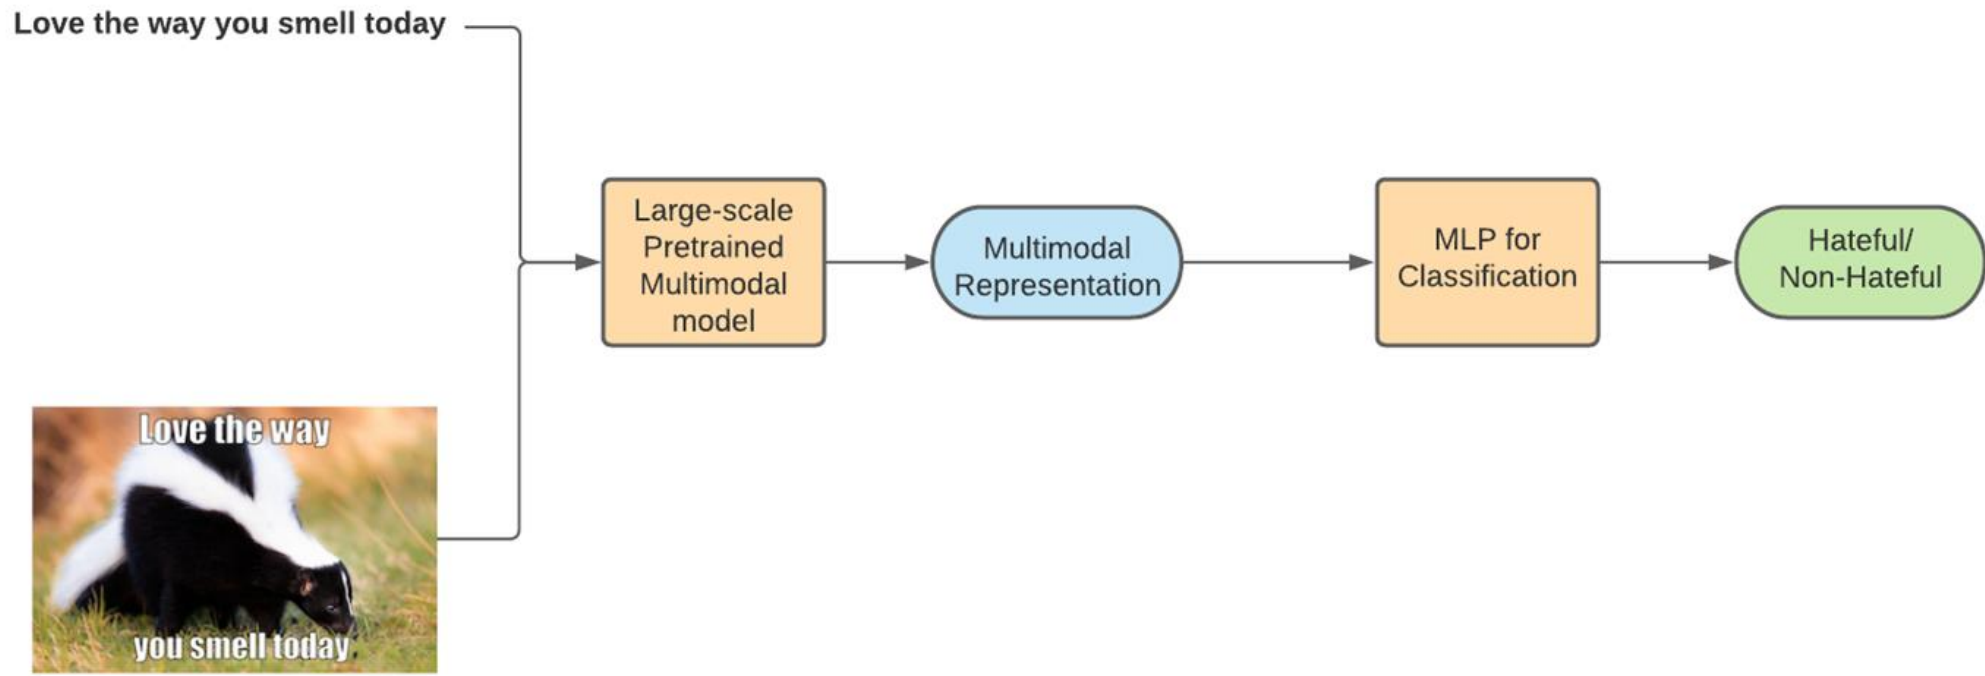 Love the way you smell today
Large-scale
Pretrained
Multimodal
model
Multimodal
Representation
MLP for
Classification
Hateful/
Non-Hateful
Love the way
you smell today